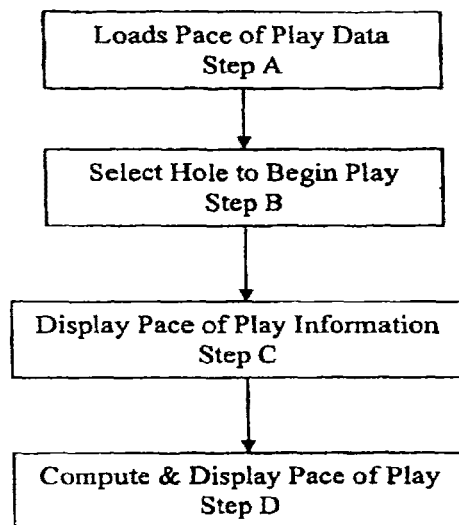 Loads Pace of Play Data
Step A
Select Hole to Begin Play
Step B
Display Pace of Play Information
Step C
Compute & Display Pace of Play
Step D